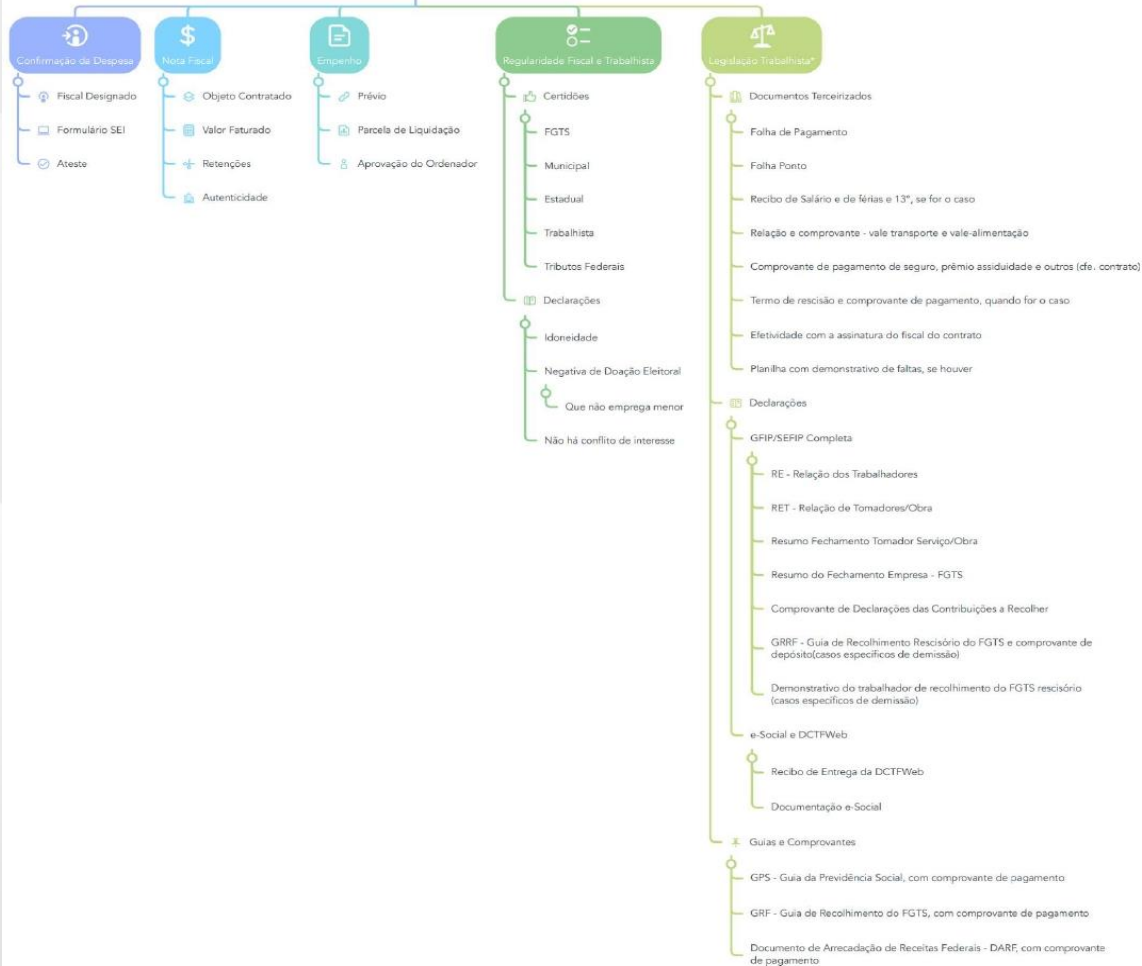 Confirmação da Despesa
Fiscal Designado
Formulário SEI
Ateste
Nota Fiscal
Objeto Contratado
Valor Faturado
Retenções
Autenticidade
Empenho
Prévio
Parcela de Liquidação
Aprovação do Ordenador
Regularidade Fiscal e Trabalhista
Certidões
FGTS
Municipal
Estadual
Trabalhista
Tributos Federais
Declarações
Idoneidade
Negativa de Doação Eleitoral
Que não emprega menor
Não há conflito de interesse
Legislação Trabalhista*
Documentos Terceirizados
Folha de Pagamento
Folha Ponto
Recibo de Salário e de férias e 13º, se for o caso
Relação e comprovante - vale transporte e vale-alimentação
Comprovante de pagamento de seguro, prêmio assiduidade e outros (cfe. contrato)
Termo de rescisão e comprovante de pagamento, quando for o caso
Efetividade com a assinatura do fiscal do contrato
Planilha com demonstrativo de faltas, se houver
Declarações
GFIP/SEFIP Completa
RE - Relação dos Trabalhadores
RET - Relação de Tomadores/Obra
Resumo Fechamento Tomador Serviço/Obra
Resumo do Fechamento Empresa - FGTS
Comprovante de Declarações das Contribuições a Recolher
GRRF - Guia de Recolhimento Rescisório do FGTS e comprovante de
depósito(casos específicos de demissão)
Demonstrativo do trabalhador de recolhimento do FGTS rescisório
(casos específicos de demissão)
e-Social e DCTFWeb
Recibo de Entrega da DCTFWeb
Documentação e-Social
Guias e Comprovantes
GPS - Guia da Previdência Social, com comprovante de pagamento
GRF - Guia de Recolhimento do FGTS, com comprovante de pagamento
Documento de Arrecadação de Receitas Federais - DARF, com comprovante
de pagamento